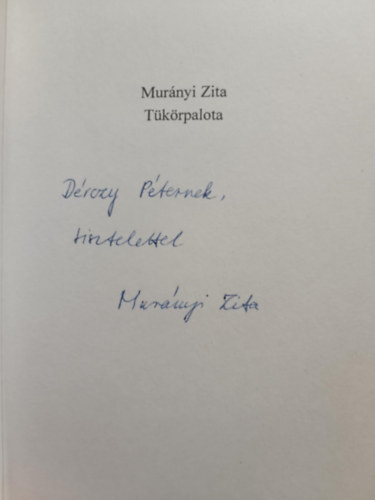 Murányi Zita
Tükörpalota
Dérczy Péternek,
tisztelettel
Murányi Zita